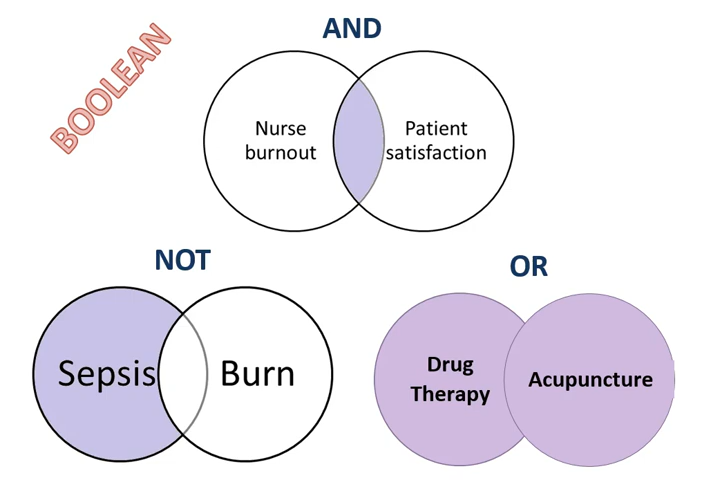 BOOLEAN
AND
Nurse
burnout
Patient
satisfaction
NOT
Sepsis
Burn
OR
Drug
Therapy
Acupuncture